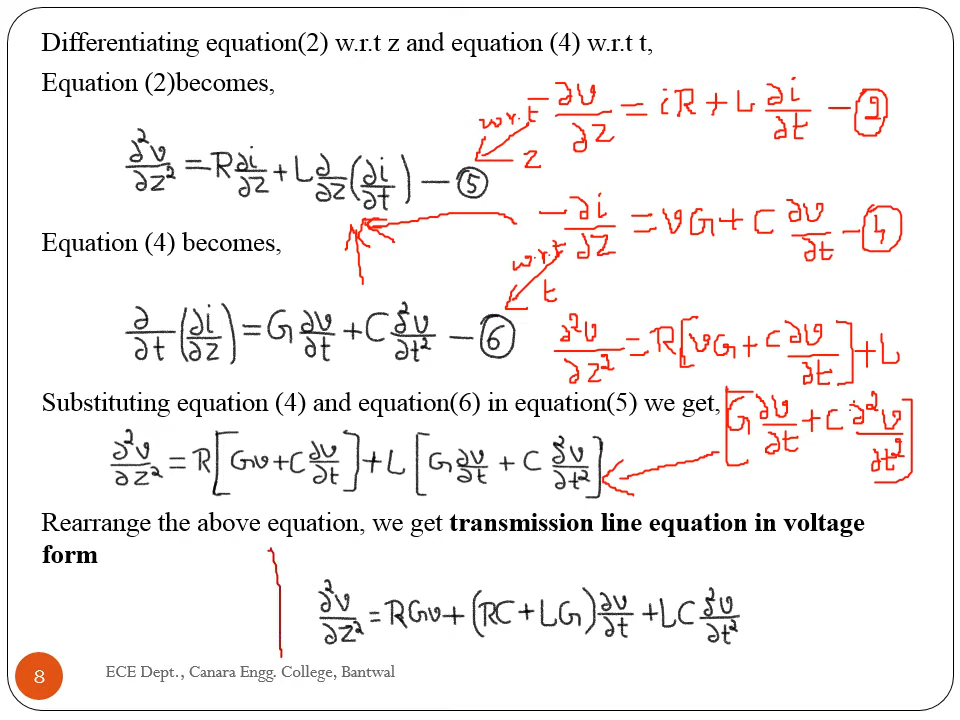 Differentiating equation(2) w.r.t z and equation (4) w.r.t t,
Equation (2)becomes,
-∂v/∂z = iR + L ∂i/∂t - (2)
w.r.t z
∂²v/∂z² = R ∂i/∂z + L ∂/∂z (∂i/∂t) - (5)
-∂i/∂z = vG + C ∂v/∂t - (4)
Equation (4) becomes,
w.r.t t
∂/∂t (∂i/∂z) = G ∂v/∂t + C ∂²v/∂t² - (6)
∂²v/∂z² = R[vG + C ∂v/∂t] + L
[G ∂v/∂t + C ∂²v/∂t²]
Substituting equation (4) and equation(6) in equation(5) we get,
∂²v/∂z² = R[Gv + C ∂v/∂t] + L[G ∂v/∂t + C ∂²v/∂t²]
Rearrange the above equation, we get transmission line equation in voltage
form
∂²v/∂z² = RGv + (RC + LG) ∂v/∂t + LC ∂²v/∂t²
8
ECE Dept., Canara Engg. College, Bantwal